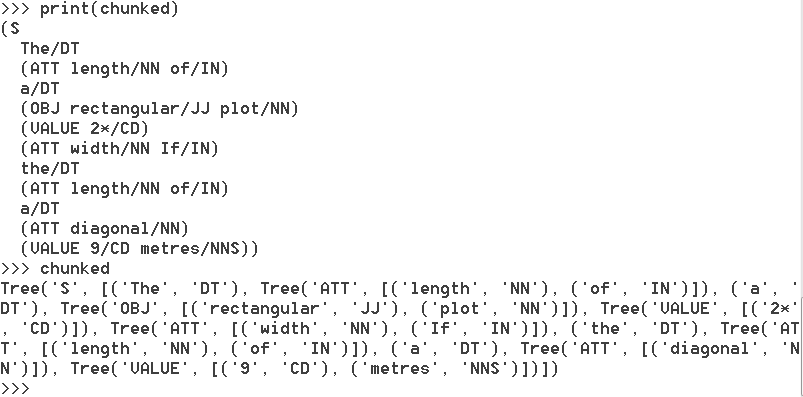 >>> print(chunked)
(S
  The/DT
  (ATT length/NN of/IN)
  a/DT
  (OBJ rectangular/JJ plot/NN)
  (VALUE 2*/CD)
  (ATT width/NN If/IN)
  the/DT
  (ATT length/NN of/IN)
  a/DT
  (ATT diagonal/NN)
  (VALUE 9/CD metres/NNS))
>>> chunked
Tree('S', [('The', 'DT'), Tree('ATT', [('length', 'NN'), ('of', 'IN')]), ('a', '
DT'), Tree('OBJ', [('rectangular', 'JJ'), ('plot', 'NN')]), Tree('VALUE', [('2*'
, 'CD')]), Tree('ATT', [('width', 'NN'), ('If', 'IN')]), ('the', 'DT'), Tree('AT
T', [('length', 'NN'), ('of', 'IN')]), ('a', 'DT'), Tree('ATT', [('diagonal', 'N
N')]), Tree('VALUE', [('9', 'CD'), ('metres', 'NNS')])])
>>>